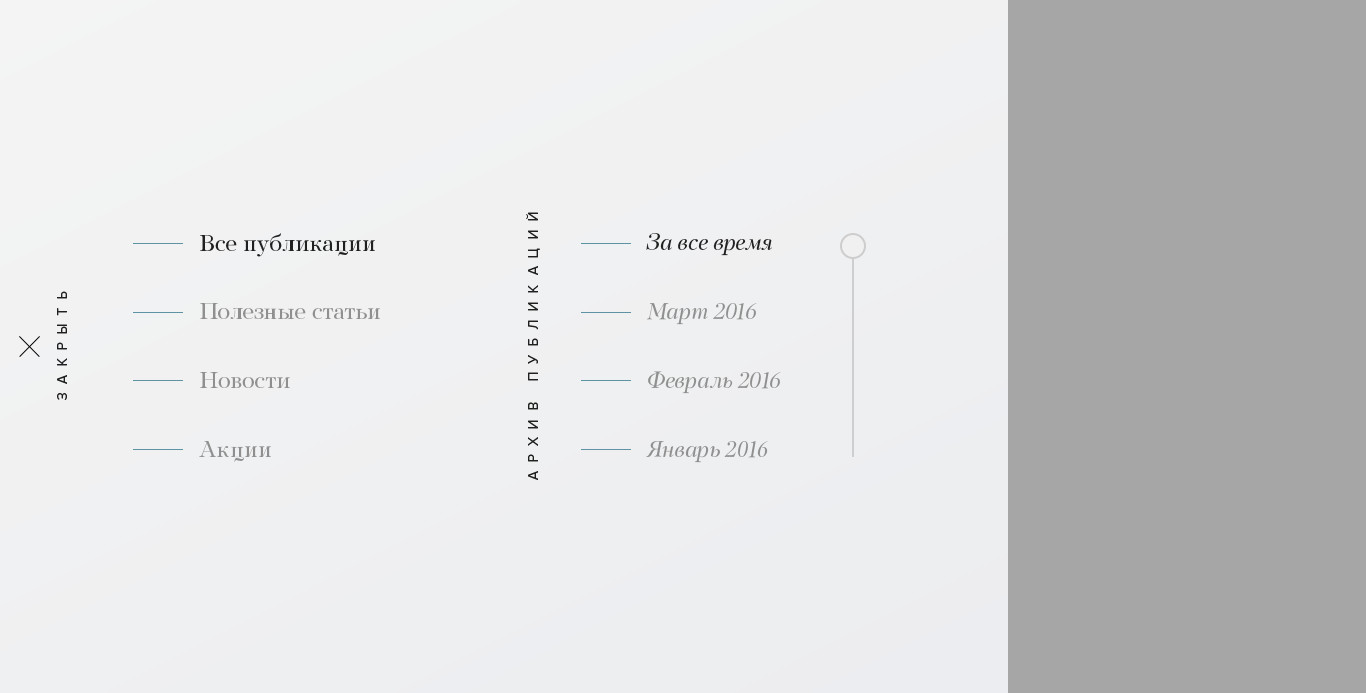 ЗАКРЫТЬ
Все публикации
Полезные статьи
Новости
Акции
АРХИВ ПУБЛИКАЦИЙ
За все время
Март 2016
Февраль 2016
Январь 2016